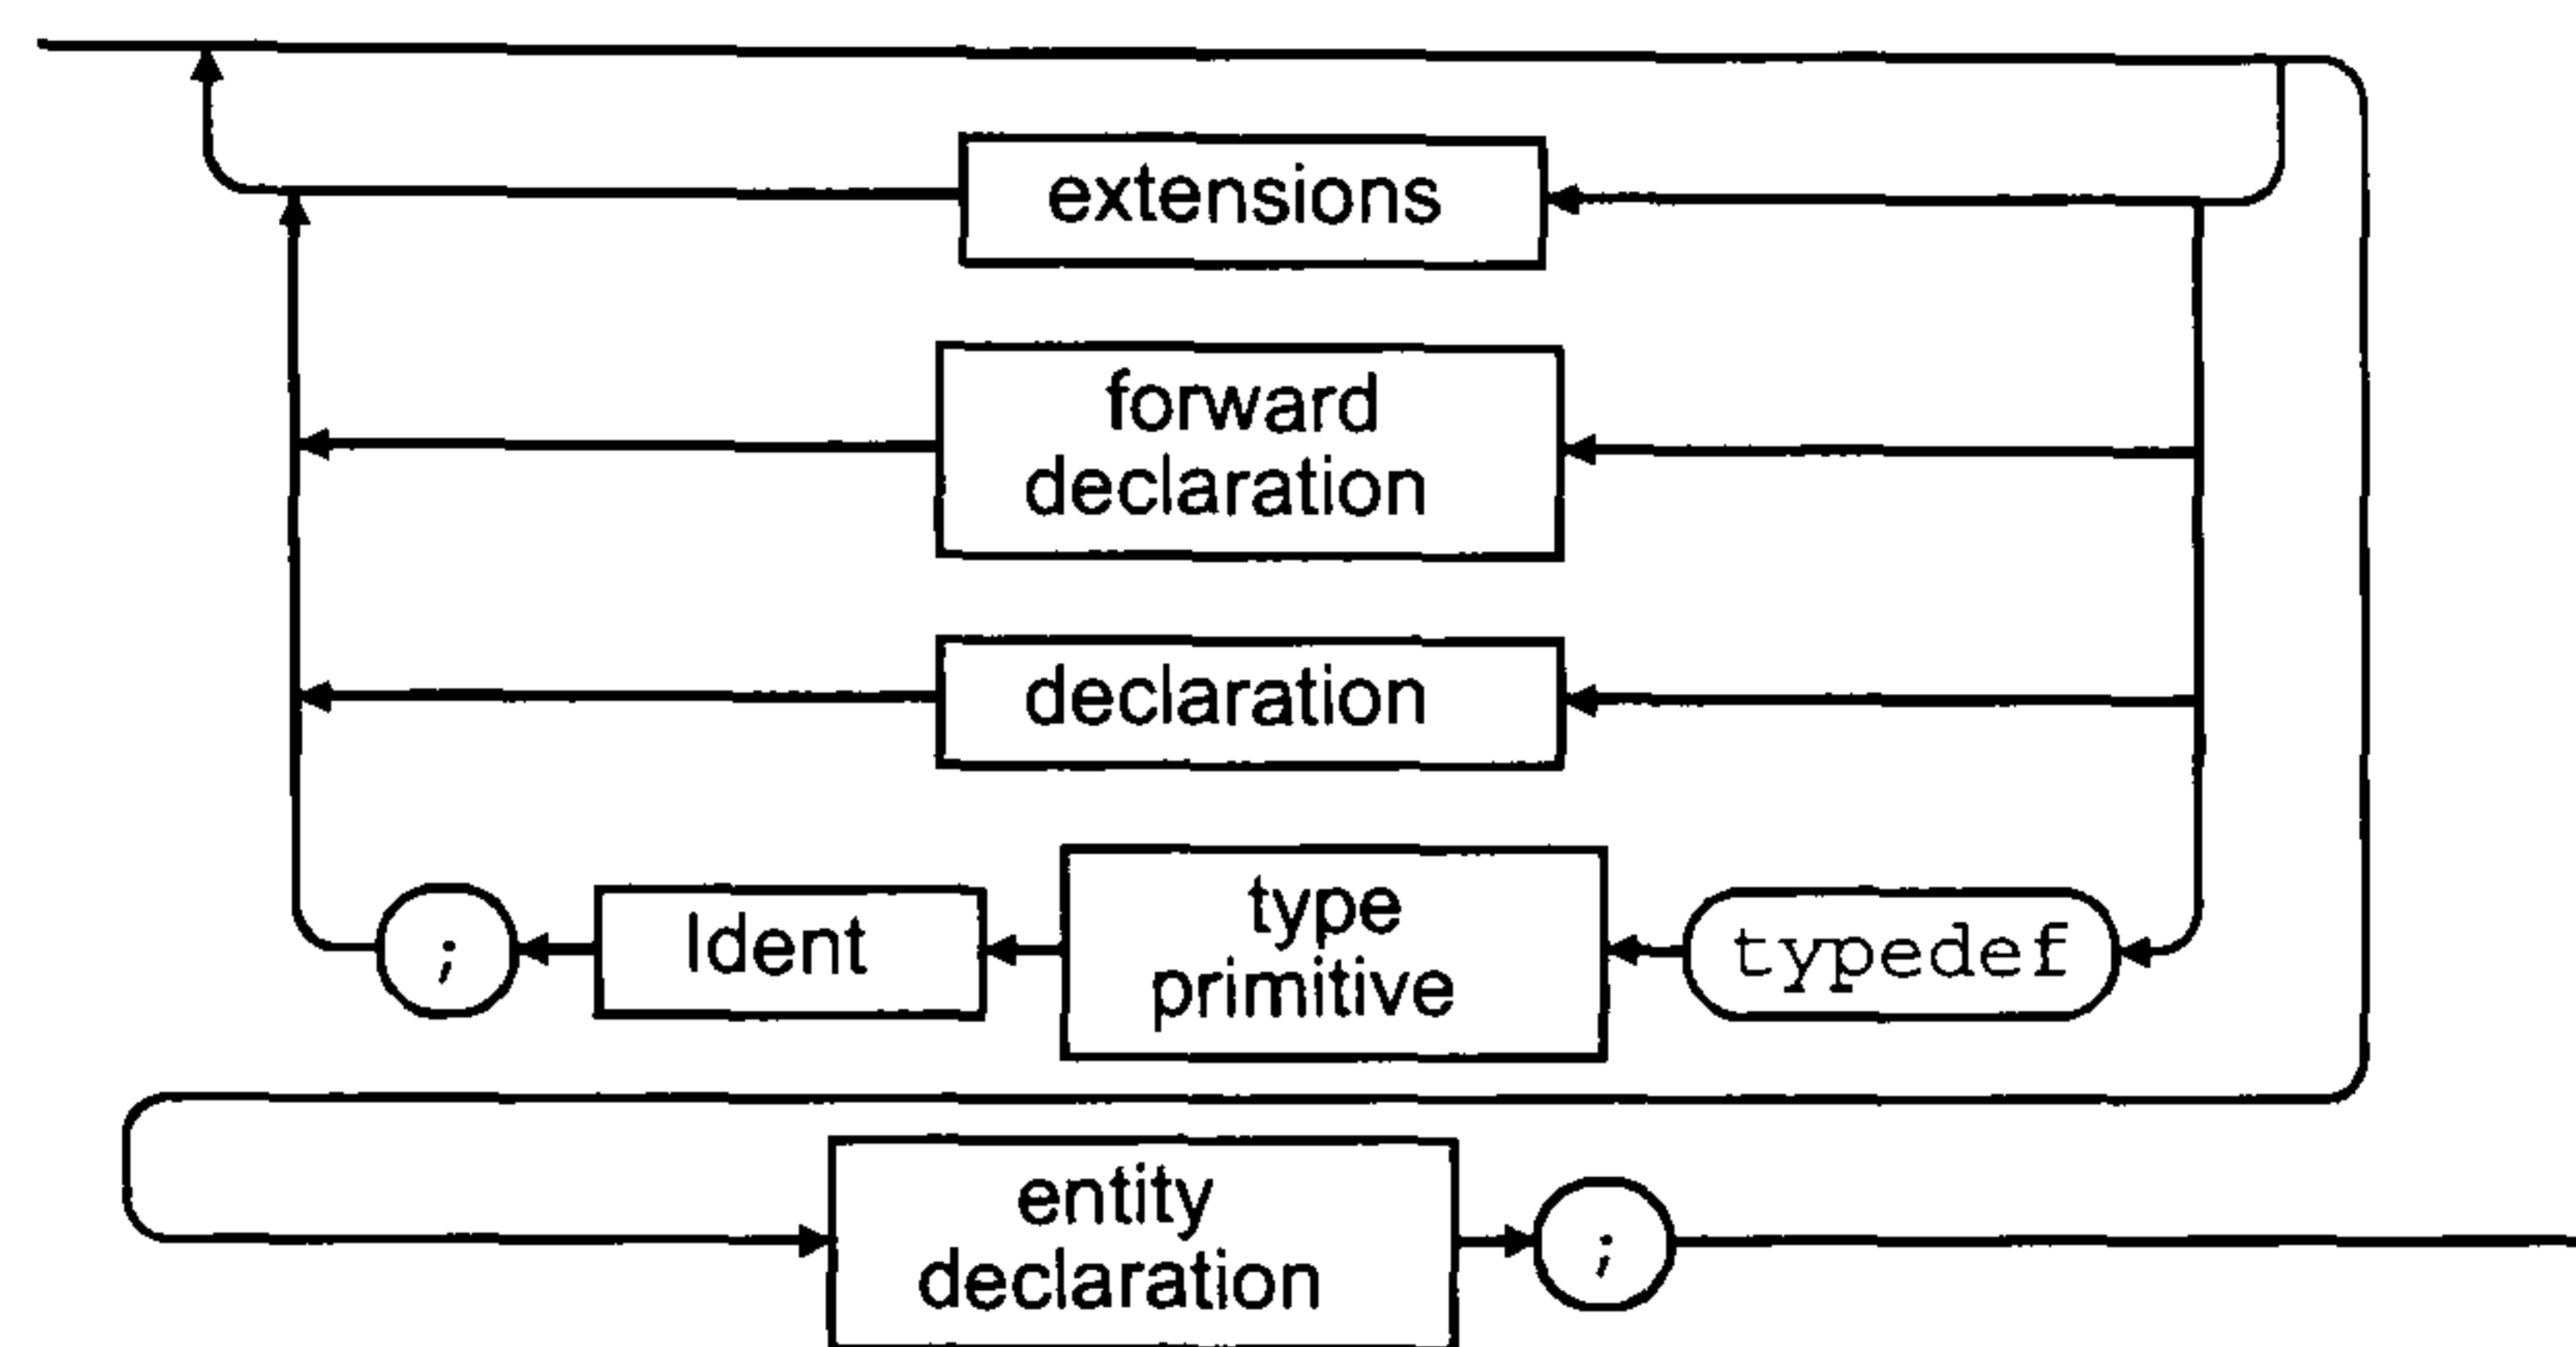 extensions
forward
declaration
declaration
; Ident type primitive typedef
entity
declaration
;